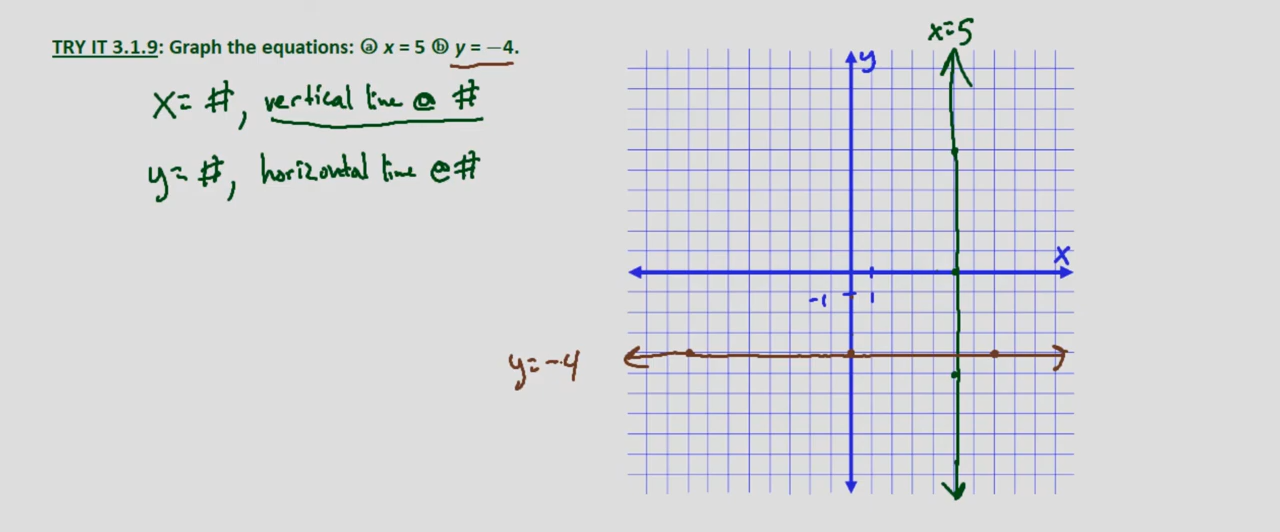 TRY IT 3.1.9: Graph the equations: ⓐ x = 5 ⓑ y = −4.
x = #, vertical line @ #
y = #, horizontal line @ #
x=5
y
x
-1
1
y=-4